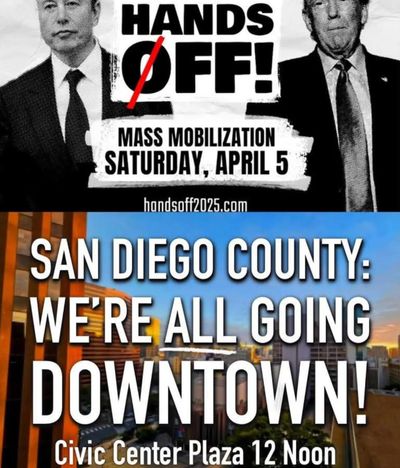 HANDS
OFF!
MASS MOBILIZATION
SATURDAY, APRIL 5
handsoff2025.com
SAN DIEGO COUNTY:
WE'RE ALL GOING
DOWNTOWN!
Civic Center Plaza 12 Noon